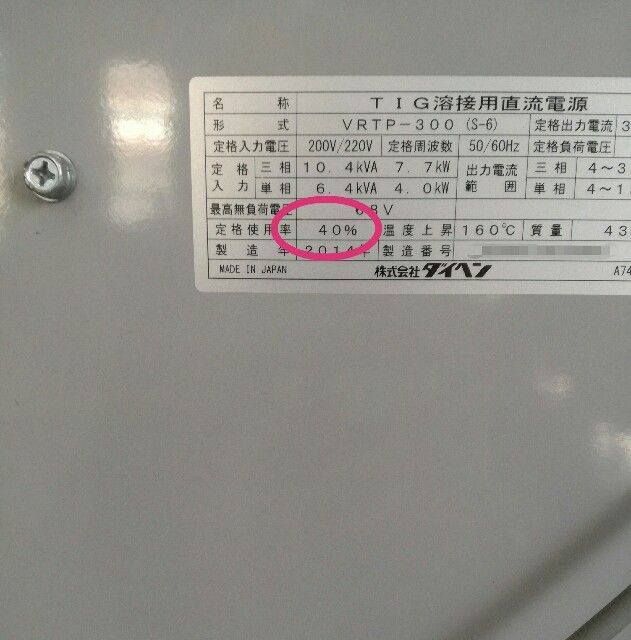 名 称 TIG溶接用直流電源
形 式 VRTP-300 (S-6) 定格出力電流 3
定格入力電圧 200V/220V 定格周波数 50/60Hz 定格負荷電圧
定格入力 三相 10.4kVA 7.7kW 出力電流範囲 三相 4～3
単相 6.4kVA 4.0kW 単相 4～1
最高無負荷電圧 68V
定格使用率 40% 温度上昇 160℃ 質量 43
製造年 2014年 製造番号
MADE IN JAPAN 株式会社ダイヘン A74